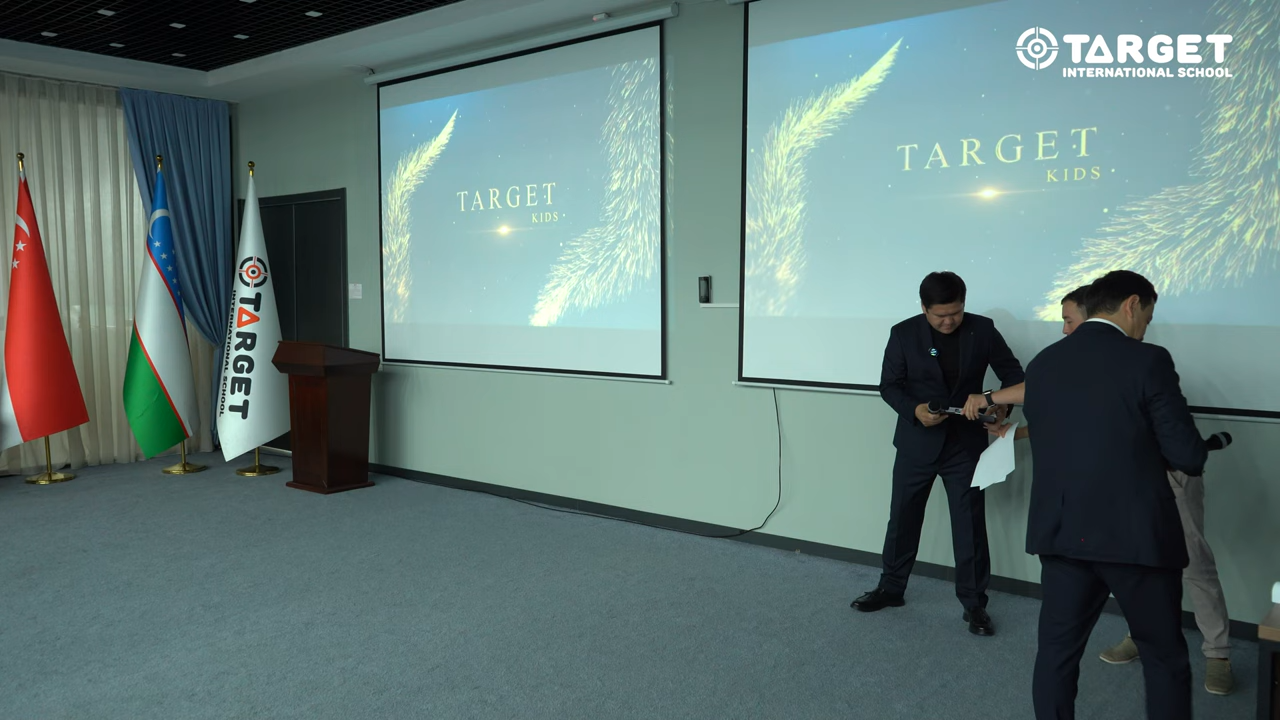 TARGET
INTERNATIONAL SCHOOL
TARGET
KIDS
TARGET
KIDS
TARGET
INTERNATIONAL SCHOOL